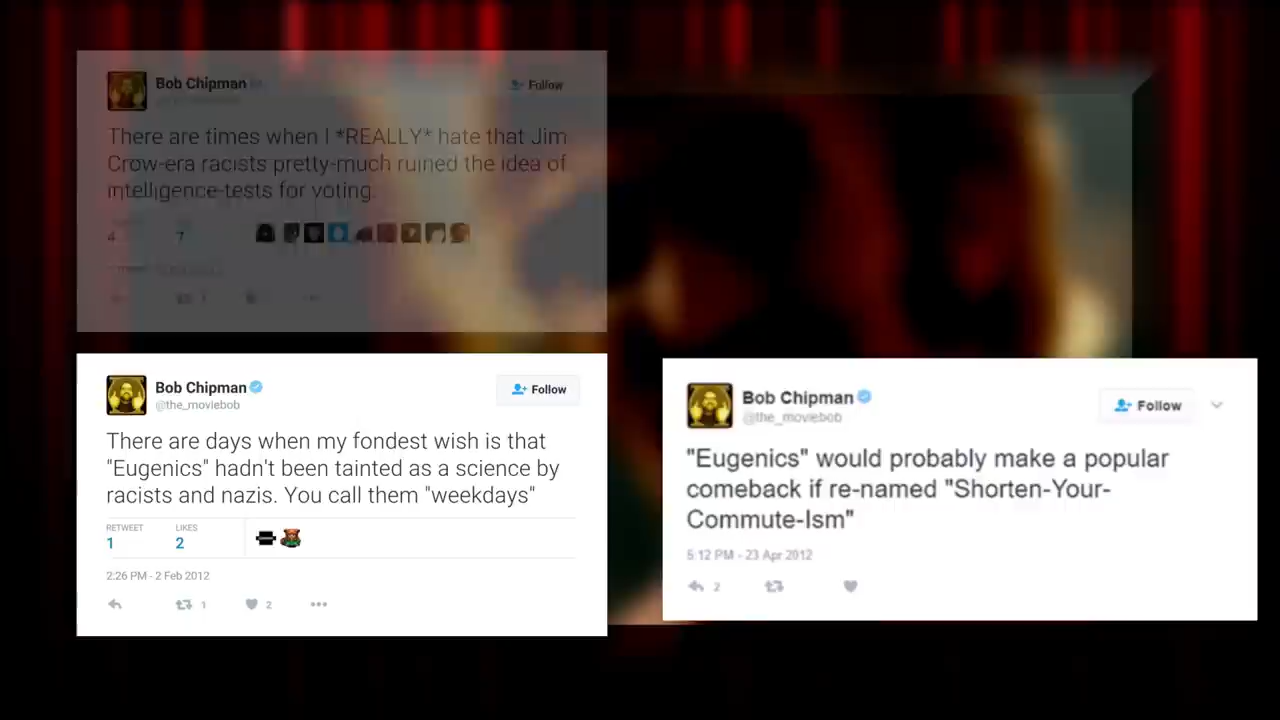 Bob Chipman
Follow
There are times when I *REALLY* hate that Jim
Crow-era racists pretty-much ruined the idea of
intelligence-tests for voting.
4 7
Bob Chipman
@the_moviebob
Follow
There are days when my fondest wish is that
"Eugenics" hadn't been tainted as a science by
racists and nazis. You call them "weekdays"
RETWEET LIKES
1 2
2:26 PM - 2 Feb 2012
1 2
Bob Chipman
@the_moviebob
Follow
"Eugenics" would probably make a popular
comeback if re-named "Shorten-Your-
Commute-Ism"
5:12 PM - 23 Apr 2012
2